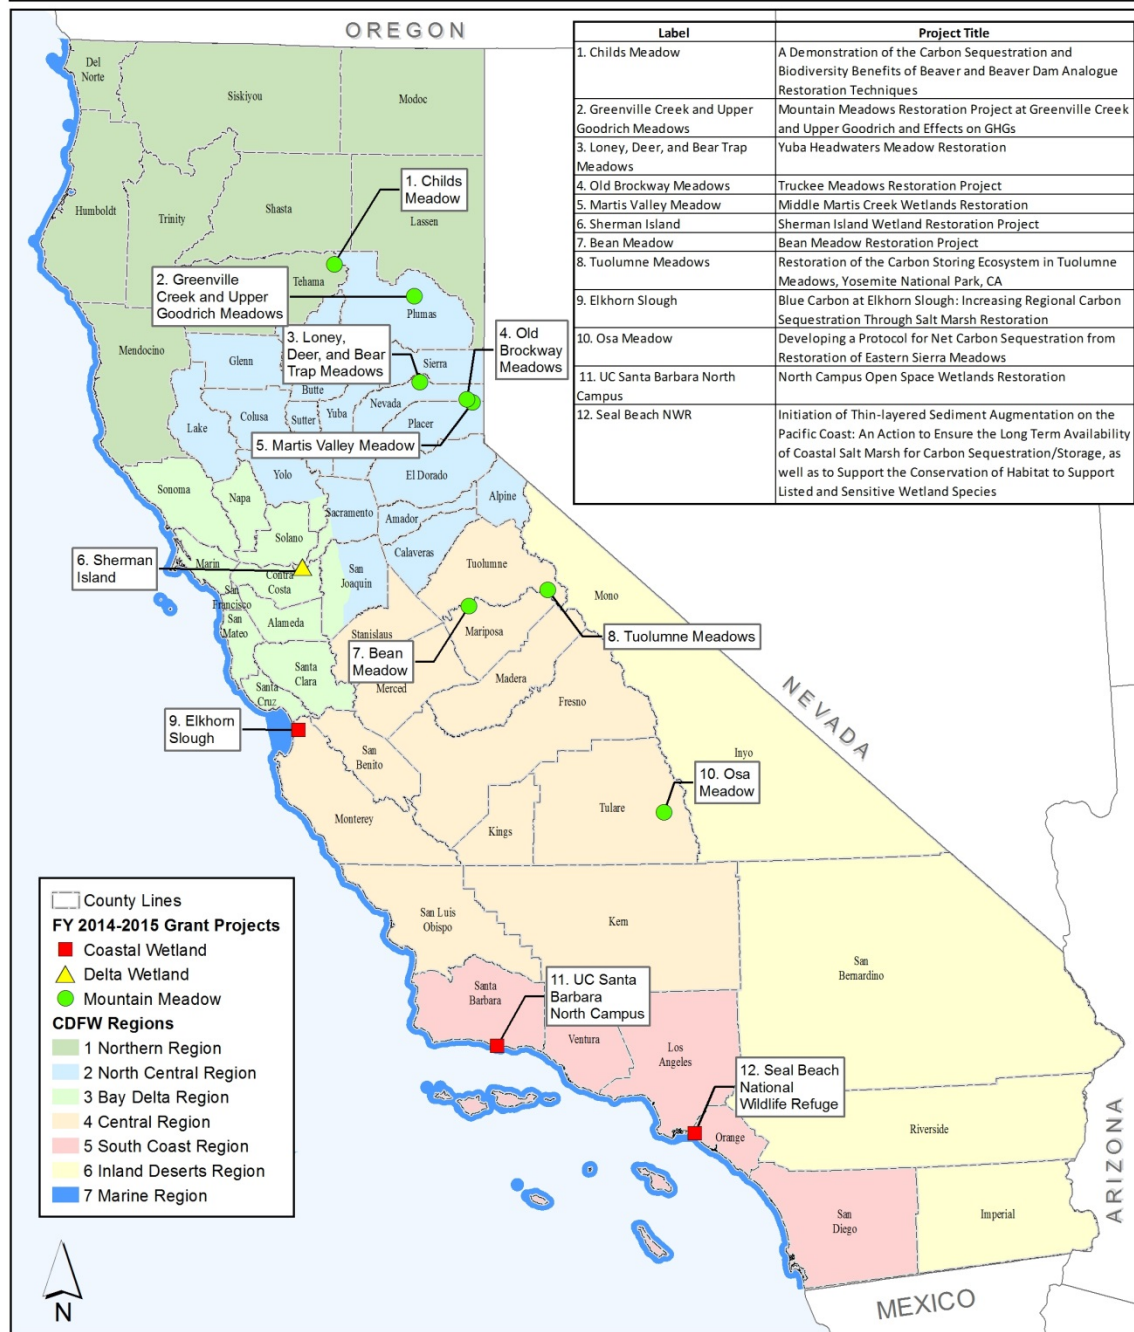 OREGON
Label Project Title
1. Childs Meadow A Demonstration of the Carbon Sequestration and
Biodiversity Benefits of Beaver and Beaver Dam Analogue
Restoration Techniques
2. Greenville Creek and Upper Mountain Meadows Restoration Project at Greenville Creek
Goodrich Meadows and Upper Goodrich and Effects on GHGs
3. Loney, Deer, and Bear Trap Yuba Headwaters Meadow Restoration
Meadows
4. Old Brockway Meadows Truckee Meadows Restoration Project
5. Martis Valley Meadow Middle Martis Creek Wetlands Restoration
6. Sherman Island Sherman Island Wetland Restoration Project
7. Bean Meadow Bean Meadow Restoration Project
8. Tuolumne Meadows Restoration of the Carbon Storing Ecosystem in Tuolumne
Meadows, Yosemite National Park, CA
9. Elkhorn Slough Blue Carbon at Elkhorn Slough: Increasing Regional Carbon
Sequestration Through Salt Marsh Restoration
10. Osa Meadow Developing a Protocol for Net Carbon Sequestration from
Restoration of Eastern Sierra Meadows
11. UC Santa Barbara North North Campus Open Space Wetlands Restoration
Campus
12. Seal Beach NWR Initiation of Thin-layered Sediment Augmentation on the
Pacific Coast: An Action to Ensure the Long Term Availability
of Coastal Salt Marsh for Carbon Sequestration/Storage, as
well as to Support the Conservation of Habitat to Support
Listed and Sensitive Wetland Species
Del
Norte
Siskiyou
Modoc
Humboldt
Trinity
Shasta
Lassen
1. Childs
Meadow
Tehama
2. Greenville
Creek and Upper
Goodrich Meadows
Plumas
Mendocino
Glenn
Butte
3. Loney,
Deer, and Bear
Trap Meadows
Sierra
4. Old
Brockway
Meadows
Lake
Colusa
Sutter
Yuba
Nevada
Placer
5. Martis Valley Meadow
Yolo
El Dorado
Sonoma
Napa
Sacramento
Amador
Alpine
Solano
Calaveras
6. Sherman
Island
Marin
Contra
Costa
San
Joaquin
Tuolumne
Mono
San
Francisco
San
Mateo
Alameda
Stanislaus
7. Bean
Meadow
Mariposa
8. Tuolumne Meadows
Santa
Clara
Santa
Cruz
Merced
Madera
Fresno
NEVADA
9. Elkhorn
Slough
San
Benito
Inyo
10. Osa
Meadow
Monterey
Kings
Tulare
San Luis
Obispo
Kern
San
Bernardino
Santa
Barbara
11. UC Santa
Barbara
North Campus
Ventura
Los
Angeles
12. Seal Beach
National
Wildlife Refuge
Orange
Riverside
San
Diego
Imperial
ARIZONA
MEXICO
County Lines
FY 2014-2015 Grant Projects
Coastal Wetland
Delta Wetland
Mountain Meadow
CDFW Regions
1 Northern Region
2 North Central Region
3 Bay Delta Region
4 Central Region
5 South Coast Region
6 Inland Deserts Region
7 Marine Region
N